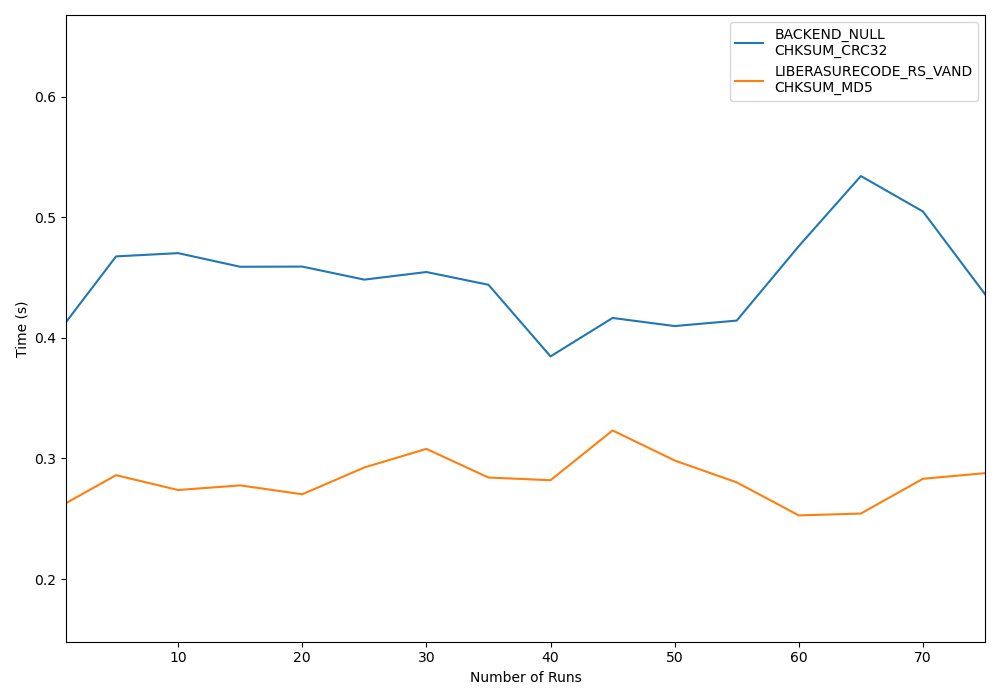 BACKEND_NULL
CHKSUM_CRC32
LIBERASURECODE_RS_VAND
CHKSUM_MD5
0.6
0.5
0.4
0.3
0.2
Time (s)
10 20 30 40 50 60 70
Number of Runs